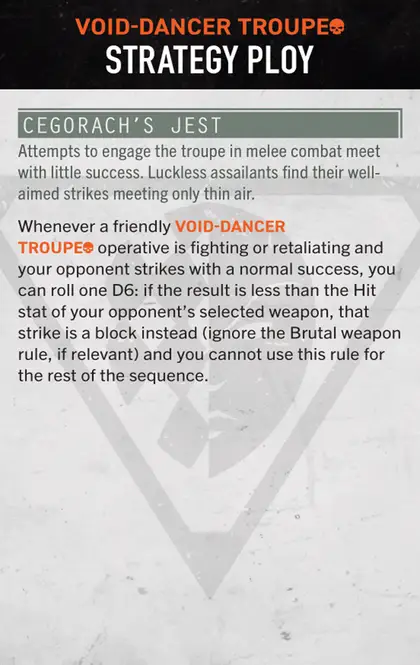 VOID-DANCER TROUPE
STRATEGY PLOY
CEGORACH'S JEST
Attempts to engage the troupe in melee combat meet
with little success. Luckless assailants find their well-
aimed strikes meeting only thin air.
Whenever a friendly VOID-DANCER
TROUPE operative is fighting or retaliating and
your opponent strikes with a normal success, you
can roll one D6: if the result is less than the Hit
stat of your opponent's selected weapon, that
strike is a block instead (ignore the Brutal weapon
rule, if relevant) and you cannot use this rule for
the rest of the sequence.